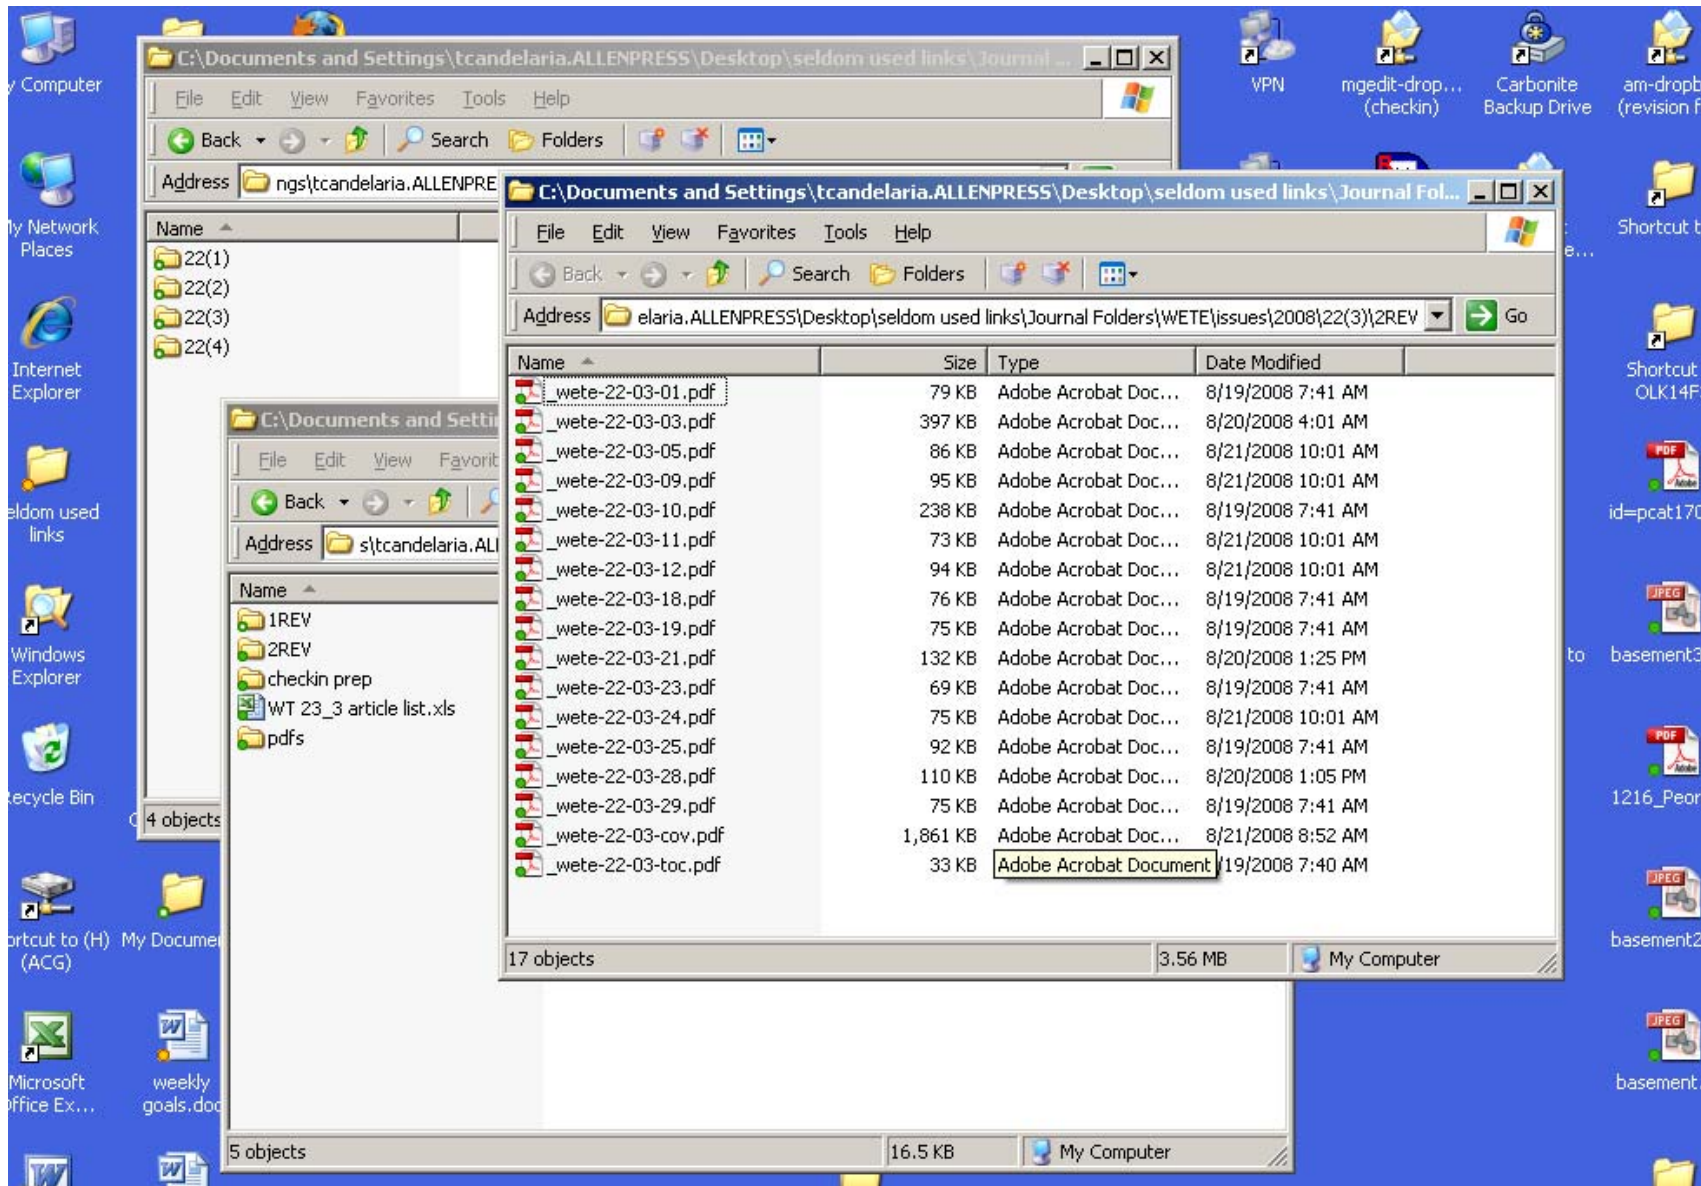 y Computer
My Network
Places
Internet
Explorer
seldom used
links
Windows
Explorer
Recycle Bin
ortcut to (H)
(ACG)
My Documen
Microsoft
Office Ex...
weekly
goals.doc
C:\Documents and Settings\tcandelaria.ALLENPRESS\Desktop\seldom used links\Journal ...
File Edit View Favorites Tools Help
Back Search Folders
Address ngs\tcandelaria.ALLENPRE
Name
22(1)
22(2)
22(3)
22(4)
4 objects
C:\Documents and Setti
File Edit View Favorit
Back
Address s\tcandelaria.ALL
Name
1REV
2REV
checkin prep
WT 23_3 article list.xls
pdfs
5 objects 16.5 KB My Computer
C:\Documents and Settings\tcandelaria.ALLENPRESS\Desktop\seldom used links\Journal Fol...
File Edit View Favorites Tools Help
Back Search Folders
Address elaria.ALLENPRESS\Desktop\seldom used links\Journal Folders\WETE\issues\2008\22(3)\2REV Go
Name Size Type Date Modified
_wete-22-03-01.pdf 79 KB Adobe Acrobat Doc... 8/19/2008 7:41 AM
_wete-22-03-03.pdf 397 KB Adobe Acrobat Doc... 8/20/2008 4:01 AM
_wete-22-03-05.pdf 86 KB Adobe Acrobat Doc... 8/21/2008 10:01 AM
_wete-22-03-09.pdf 95 KB Adobe Acrobat Doc... 8/21/2008 10:01 AM
_wete-22-03-10.pdf 238 KB Adobe Acrobat Doc... 8/19/2008 7:41 AM
_wete-22-03-11.pdf 73 KB Adobe Acrobat Doc... 8/21/2008 10:01 AM
_wete-22-03-12.pdf 94 KB Adobe Acrobat Doc... 8/21/2008 10:01 AM
_wete-22-03-18.pdf 76 KB Adobe Acrobat Doc... 8/19/2008 7:41 AM
_wete-22-03-19.pdf 75 KB Adobe Acrobat Doc... 8/19/2008 7:41 AM
_wete-22-03-21.pdf 132 KB Adobe Acrobat Doc... 8/20/2008 1:25 PM
_wete-22-03-23.pdf 69 KB Adobe Acrobat Doc... 8/19/2008 7:41 AM
_wete-22-03-24.pdf 75 KB Adobe Acrobat Doc... 8/21/2008 10:01 AM
_wete-22-03-25.pdf 92 KB Adobe Acrobat Doc... 8/19/2008 7:41 AM
_wete-22-03-28.pdf 110 KB Adobe Acrobat Doc... 8/20/2008 1:05 PM
_wete-22-03-29.pdf 75 KB Adobe Acrobat Doc... 8/19/2008 7:41 AM
_wete-22-03-cov.pdf 1,861 KB Adobe Acrobat Doc... 8/21/2008 8:52 AM
_wete-22-03-toc.pdf 33 KB Adobe Acrobat Document /19/2008 7:40 AM
17 objects 3.56 MB My Computer
VPN
mgedit-drop...
(checkin)
Carbonite
Backup Drive
am-dropb
(revision f
Shortcut t
e...
Shortcut
OLK14F
PDF
Adobe
id=pcat170
JPEG
to
basement3
PDF
Adobe
1216_Peor
JPEG
basement2
JPEG
basement.